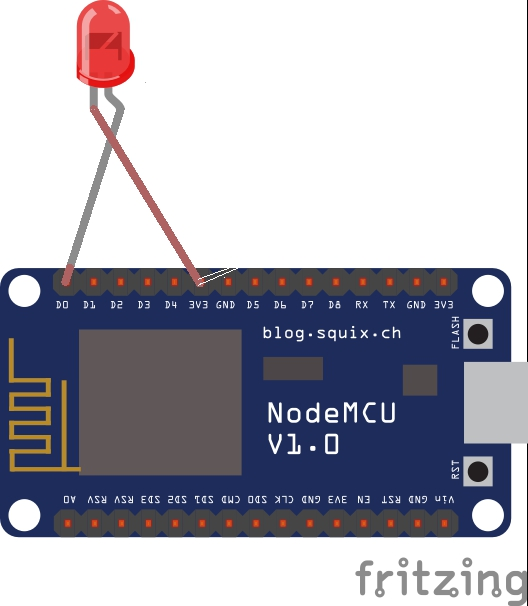 D0 D1 D2 D3 D4 3V3 GND D5 D6 D7 D8 RX TX GND 3V3
blog.squix.ch
FLASH
NodeMCU
V1.0
RST
A0 RSV RSV SD3 SD2 SD1 CMD SD0 CLK GND 3V3 EN RST GND Vin
fritzing